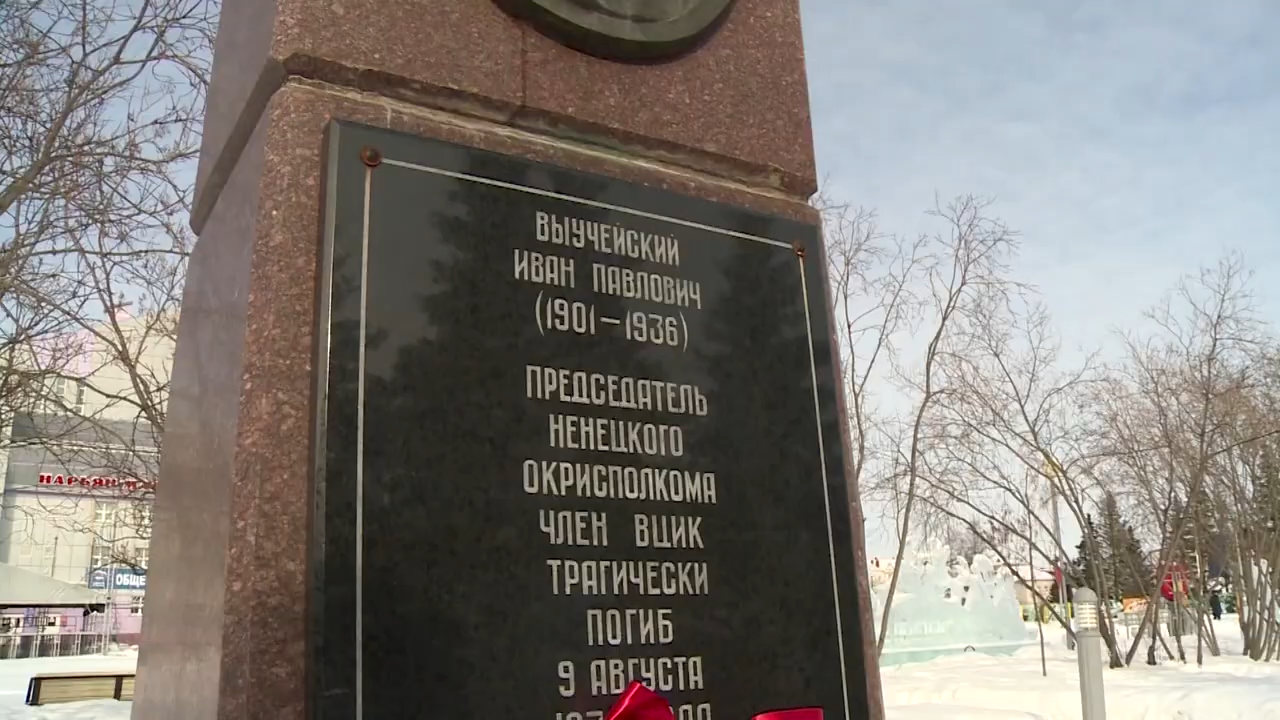 ВЫУЧЕЙСКИЙ
ИВАН ПАВЛОВИЧ
(1901 – 1936)
ПРЕДСЕДАТЕЛЬ
НЕНЕЦКОГО
ОКРИСПОЛКОМА
ЧЛЕН ВЦИК
ТРАГИЧЕСКИ
ПОГИБ
9 АВГУСТА